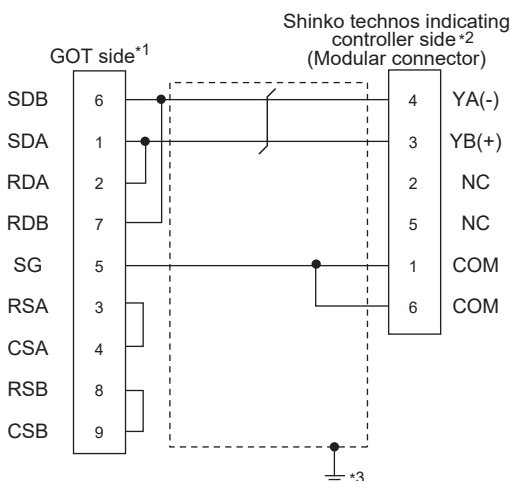 Shinko technos indicating
controller side*2
(Modular connector)
GOT side*1
SDB 6 4 YA(-)
SDA 1 3 YB(+)
RDA 2 2 NC
RDB 7 5 NC
SG 5 1 COM
RSA 3 6 COM
CSA 4
RSB 8
CSB 9
*3